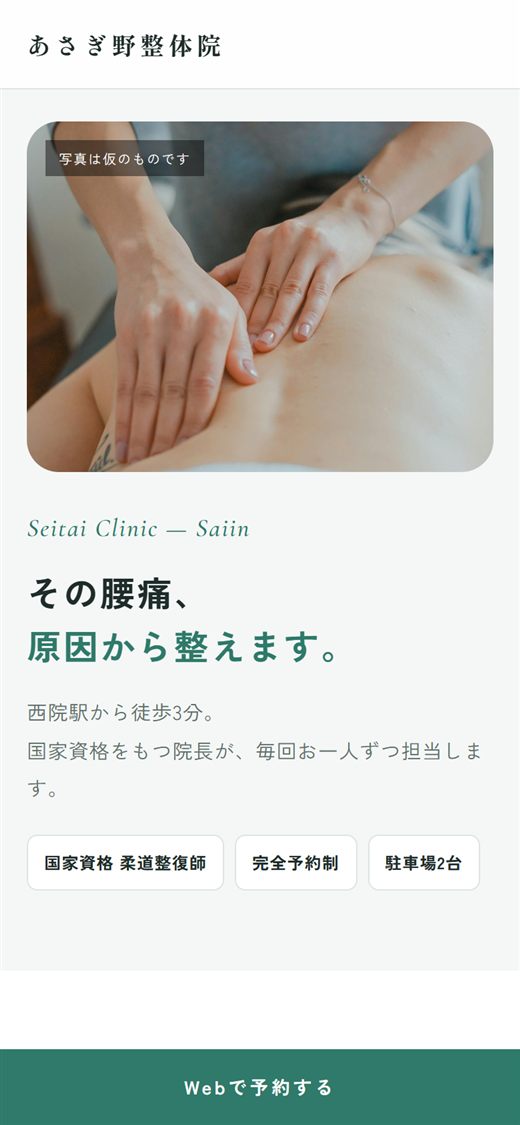 あさぎ野整体院
写真は仮のものです
Seitai Clinic — Saiin
その腰痛、
原因から整えます。
西院駅から徒歩3分。
国家資格をもつ院長が、毎回お一人ずつ担当しま
す。
国家資格 柔道整復師
完全予約制
駐車場2台
Webで予約する